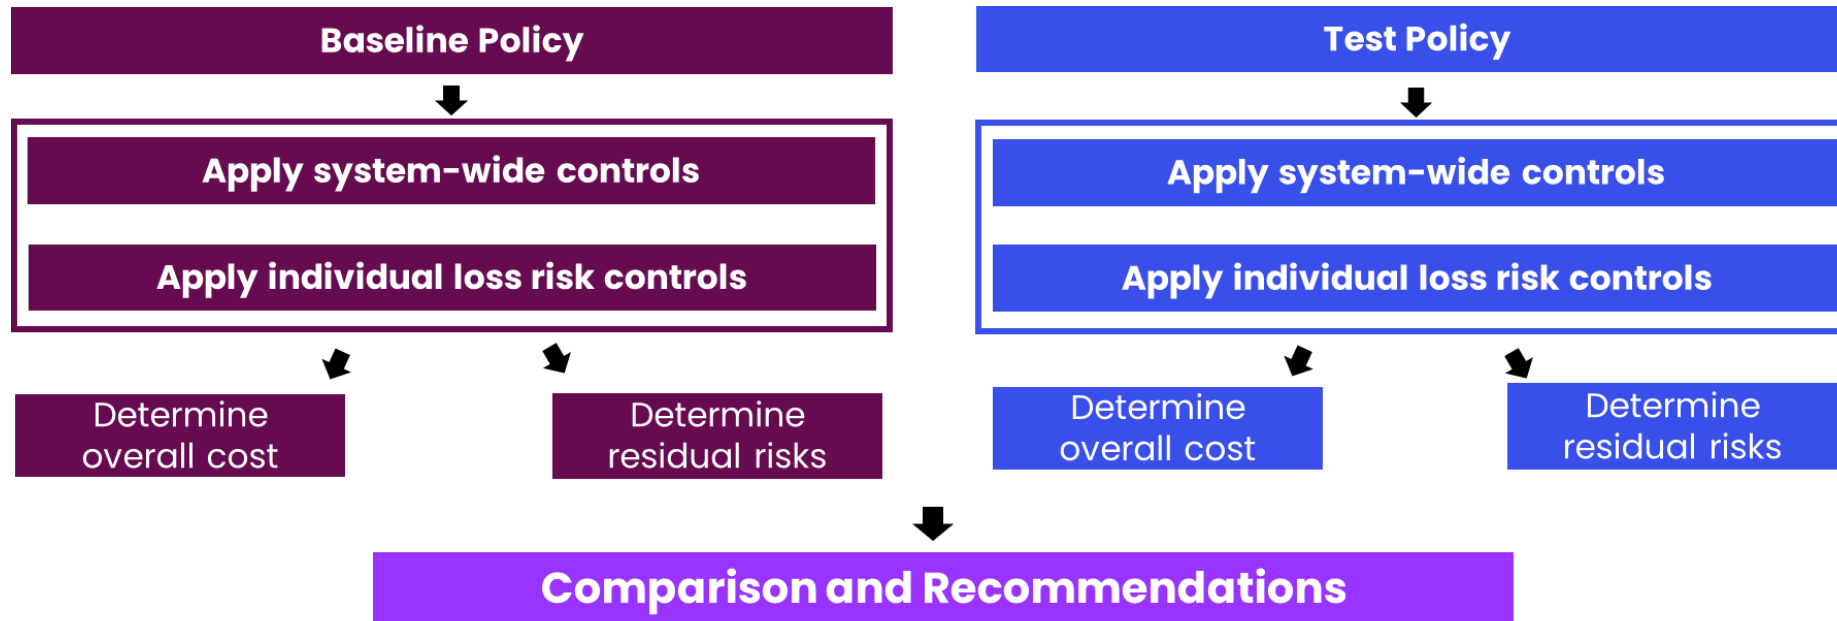 Baseline Policy
Test Policy
Apply system-wide controls
Apply system-wide controls
Apply individual loss risk controls
Apply individual loss risk controls
Determine
overall cost
Determine
residual risks
Determine
overall cost
Determine
residual risks
Comparison and Recommendations